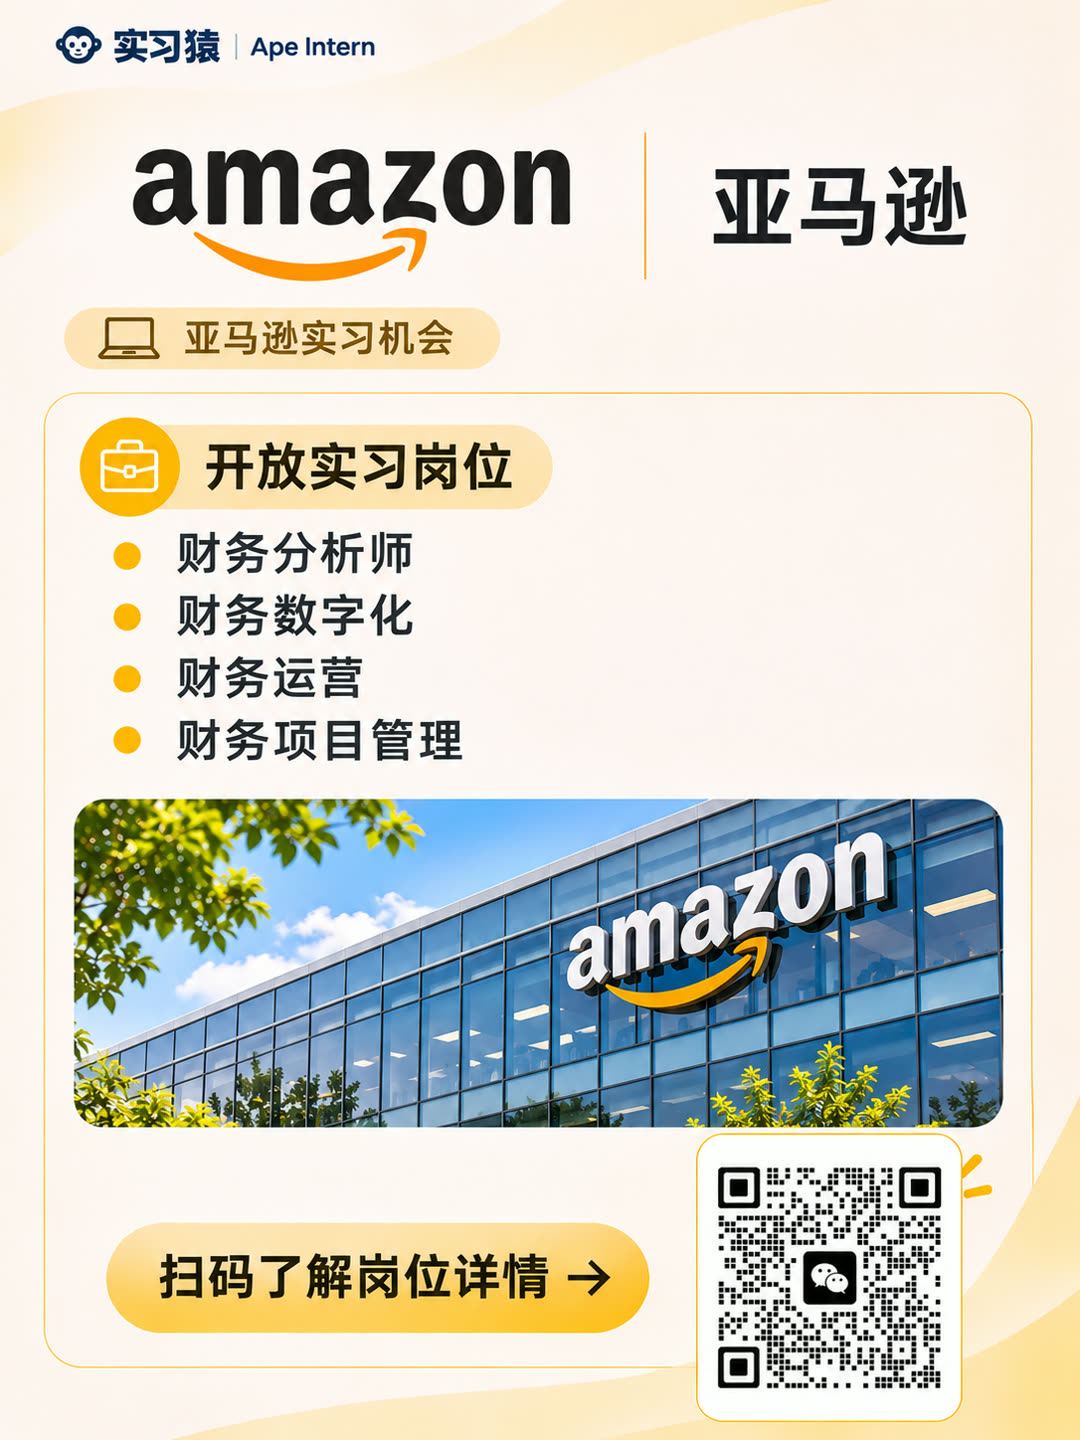 实习猿 | Ape Intern
amazon
亚马逊
亚马逊实习机会
开放实习岗位
财务分析师
财务数字化
财务运营
财务项目管理
amazon
扫码了解岗位详情 →